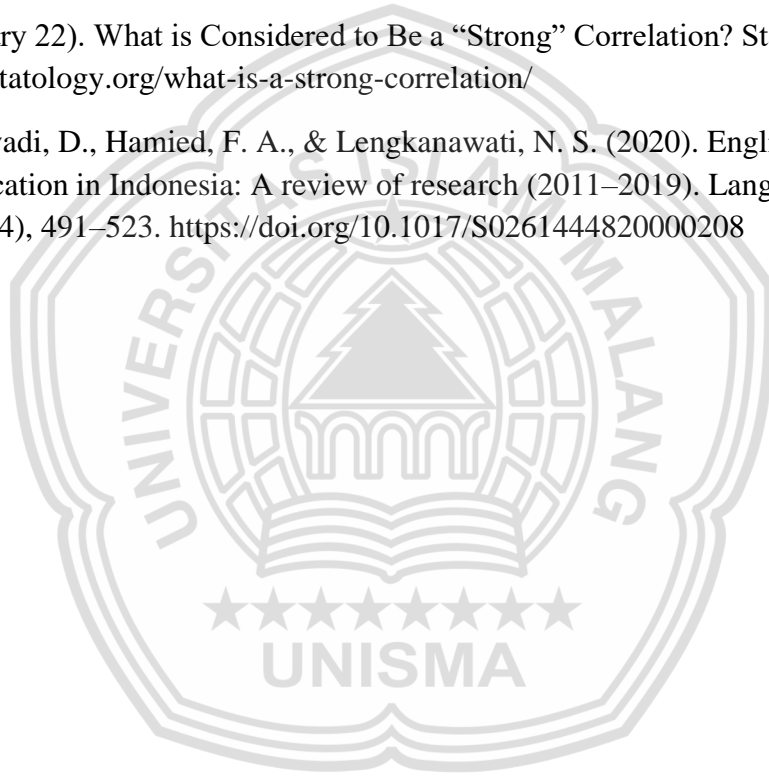 ry 22). What is Considered to Be a “Strong” Correlation? St
tatology.org/what-is-a-strong-correlation/
adi, D., Hamied, F. A., & Lengkanawati, N. S. (2020). Engli
cation in Indonesia: A review of research (2011–2019). Lang
4), 491–523. https://doi.org/10.1017/S0261444820000208
UNIVERSITAS ISLAM MALANG
UNISMA